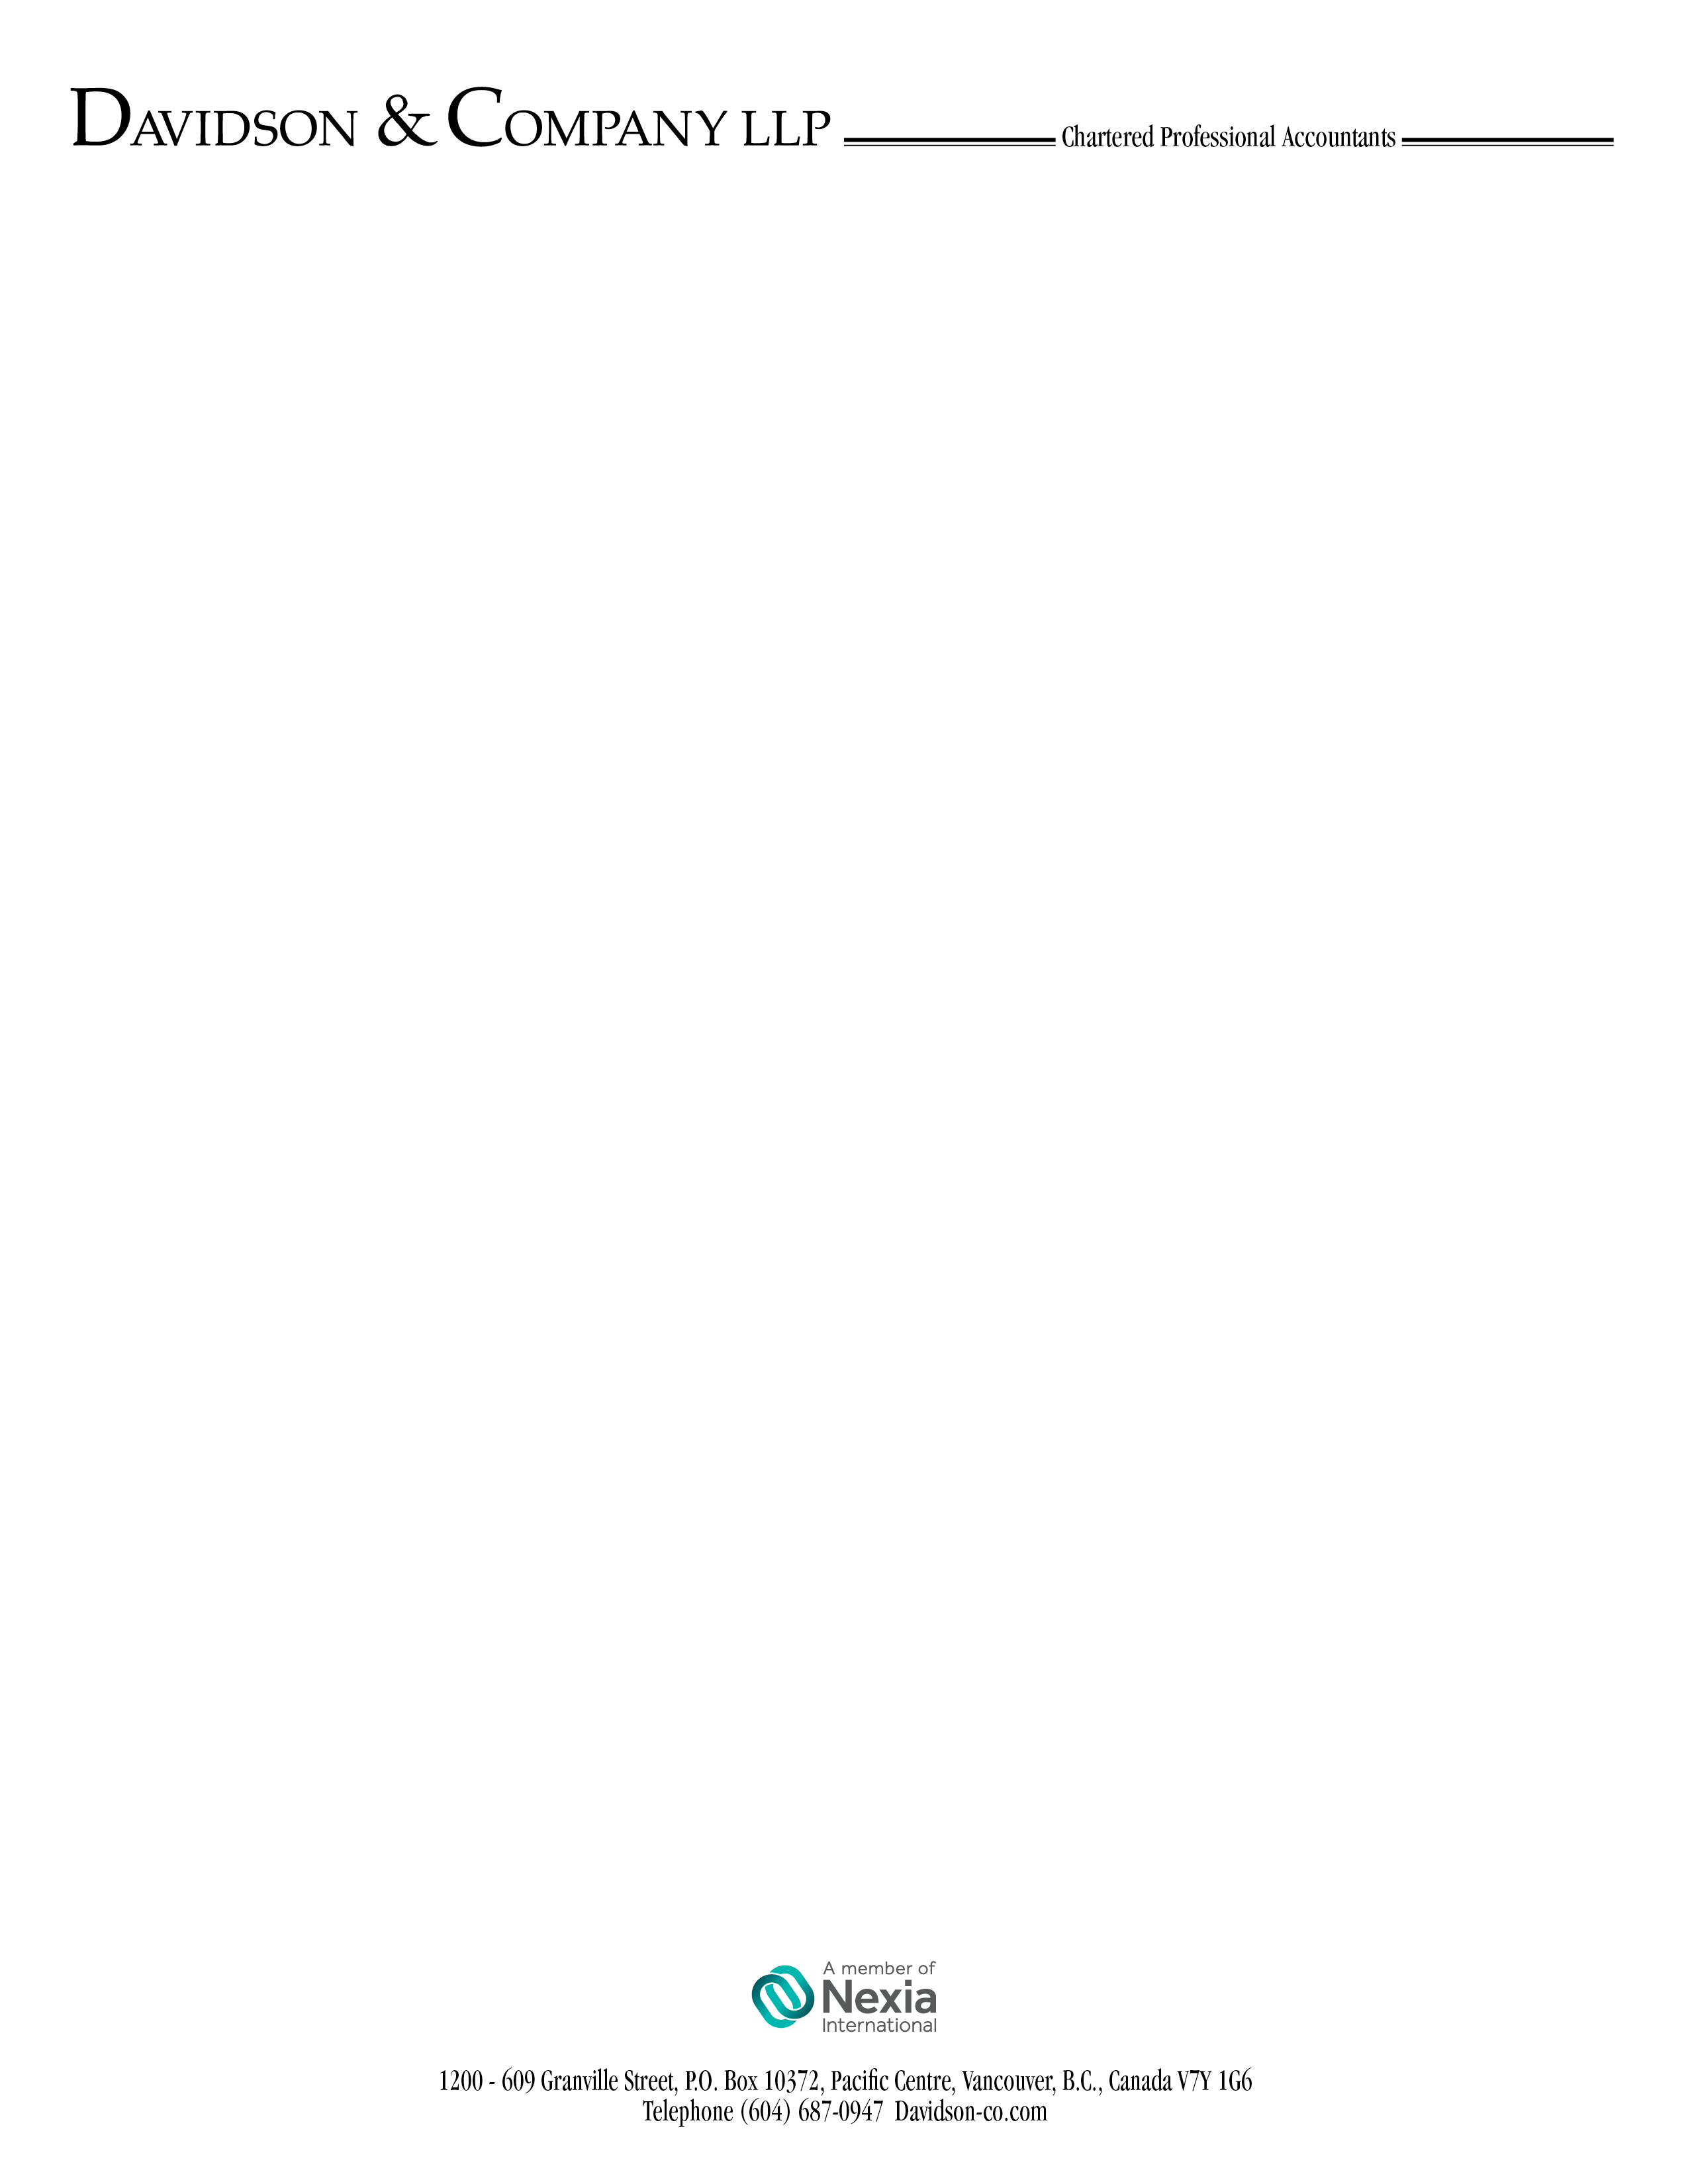 DAVIDSON & COMPANY LLP Chartered Professional Accountants
A member of
Nexia
International
1200 - 609 Granville Street, P.O. Box 10372, Pacific Centre, Vancouver, B.C., Canada V7Y 1G6
Telephone (604) 687-0947 Davidson-co.com